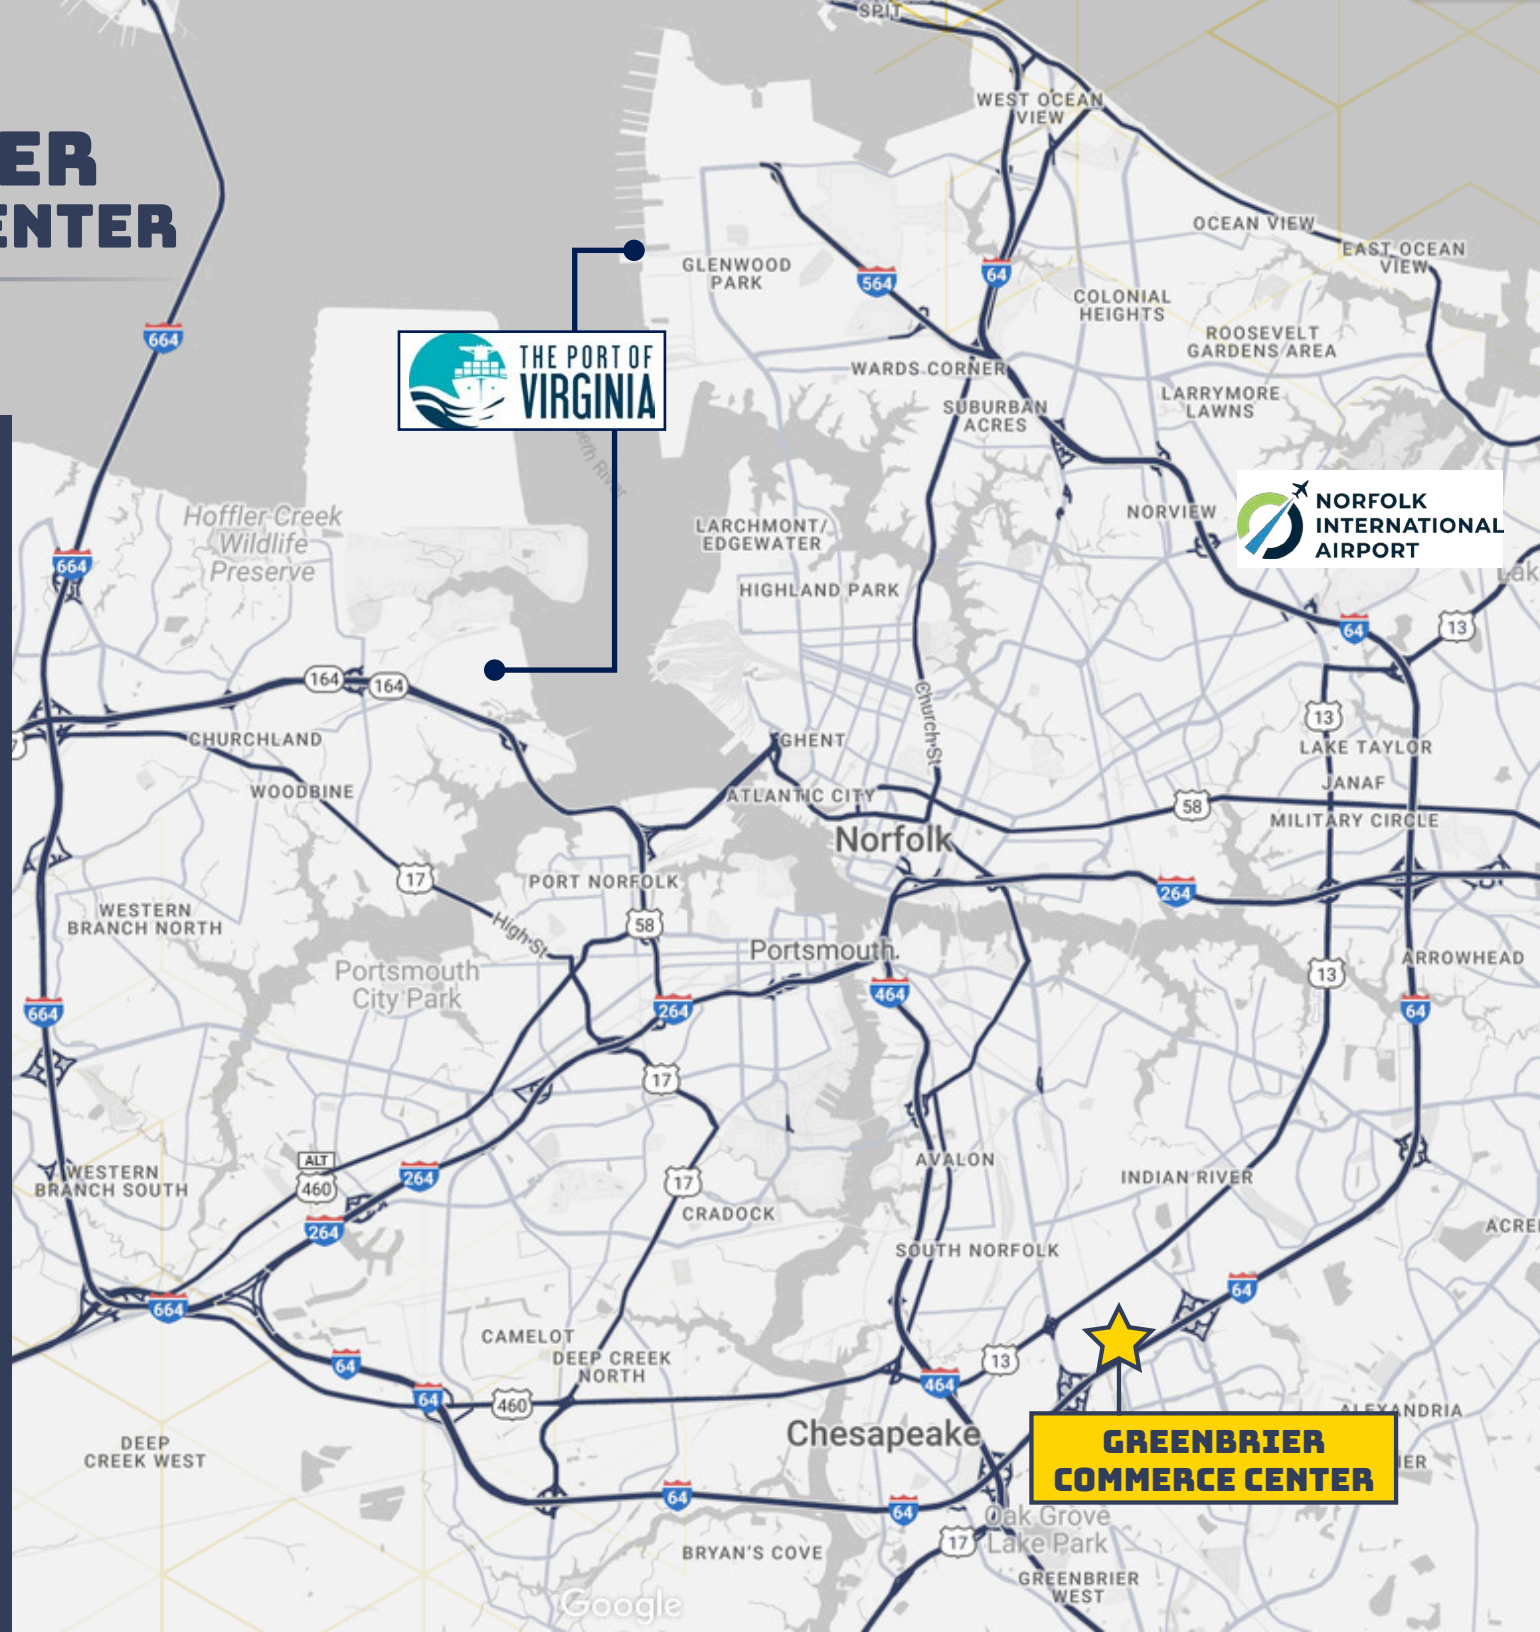 SPIT
WEST OCEAN
VIEW
ER
ENTER
OCEAN VIEW
EAST OCEAN
VIEW
GLENWOOD
PARK
564
64
COLONIAL
HEIGHTS
664
ROOSEVELT
GARDENS AREA
THE PORT OF
VIRGINIA
WARDS CORNER
SUBURBAN
ACRES
LARRYMORE
LAWNS
Hoffler Creek
Wildlife
Preserve
LARCHMONT/
EDGEWATER
NORVIEW
NORFOLK
INTERNATIONAL
AIRPORT
664
HIGHLAND PARK
64
13
164
164
Church St
13
CHURCHLAND
GHENT
LAKE TAYLOR
WOODBINE
ATLANTIC CITY
JANAF
58
MILITARY CIRCLE
Norfolk
17
PORT NORFOLK
264
WESTERN
BRANCH NORTH
High St
58
Portsmouth
ARROWHEAD
Portsmouth
City Park
13
664
264
464
64
17
ALT
460
264
WESTERN
BRANCH SOUTH
17
AVALON
INDIAN RIVER
CRADOCK
264
SOUTH NORFOLK
64
664
CAMELOT
DEEP CREEK
NORTH
64
13
64
460
464
ALEXANDRIA
Chesapeake
GREENBRIER
COMMERCE CENTER
DEEP
CREEK WEST
64
64
Oak Grove
Lake Park
17
BRYAN'S COVE
GREENBRIER
WEST
Google